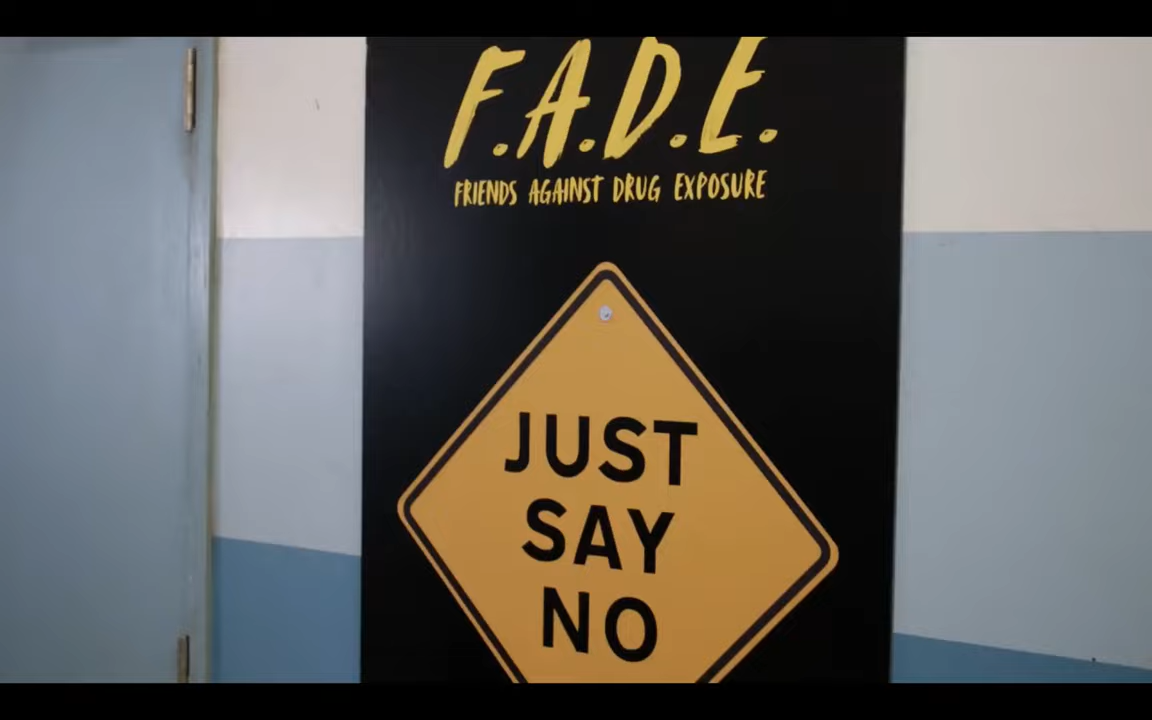 F.A.D.E.
FRIENDS AGAINST DRUG EXPOSURE
JUST
SAY
NO